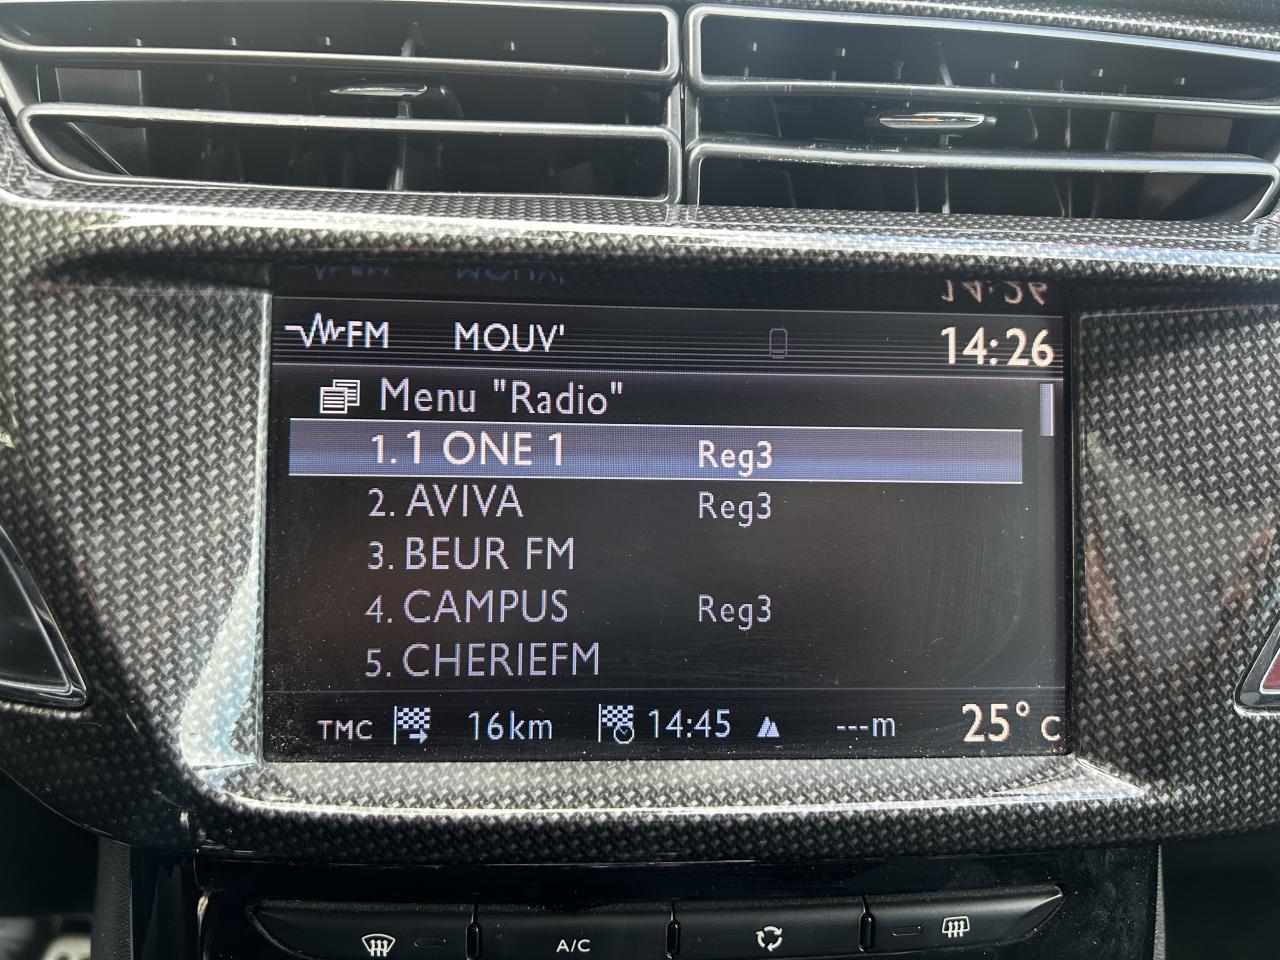 FM MOUV' 14:26
Menu "Radio"
1. 1 ONE 1 Reg3
2. AVIVA Reg3
3. BEUR FM
4. CAMPUS Reg3
5. CHERIEFM
TMC 16km 14:45 ---m 25° C
A/C